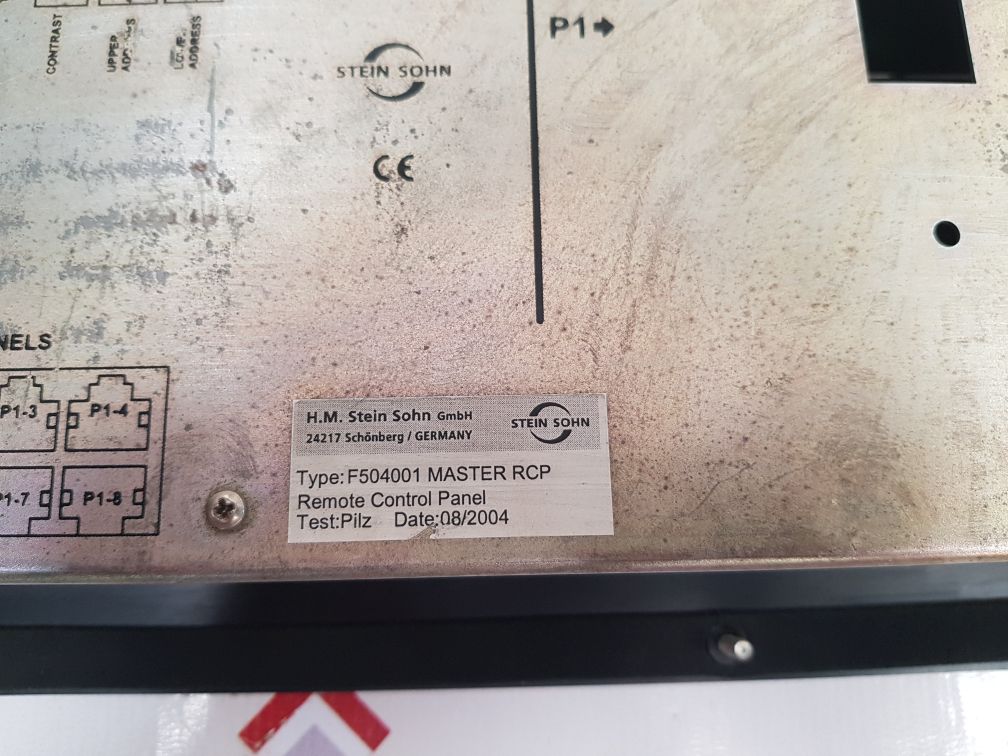 CONTRAST
UPPER
ADDRESS
ADDRESS
P1
STEIN SOHN
CE
NELS
P1-3
P1-4
P1-7
P1-8
H.M. Stein Sohn GmbH
24217 Schönberg / GERMANY
STEIN SOHN
Type:F504001 MASTER RCP
Remote Control Panel
Test:Pilz Date:08/2004